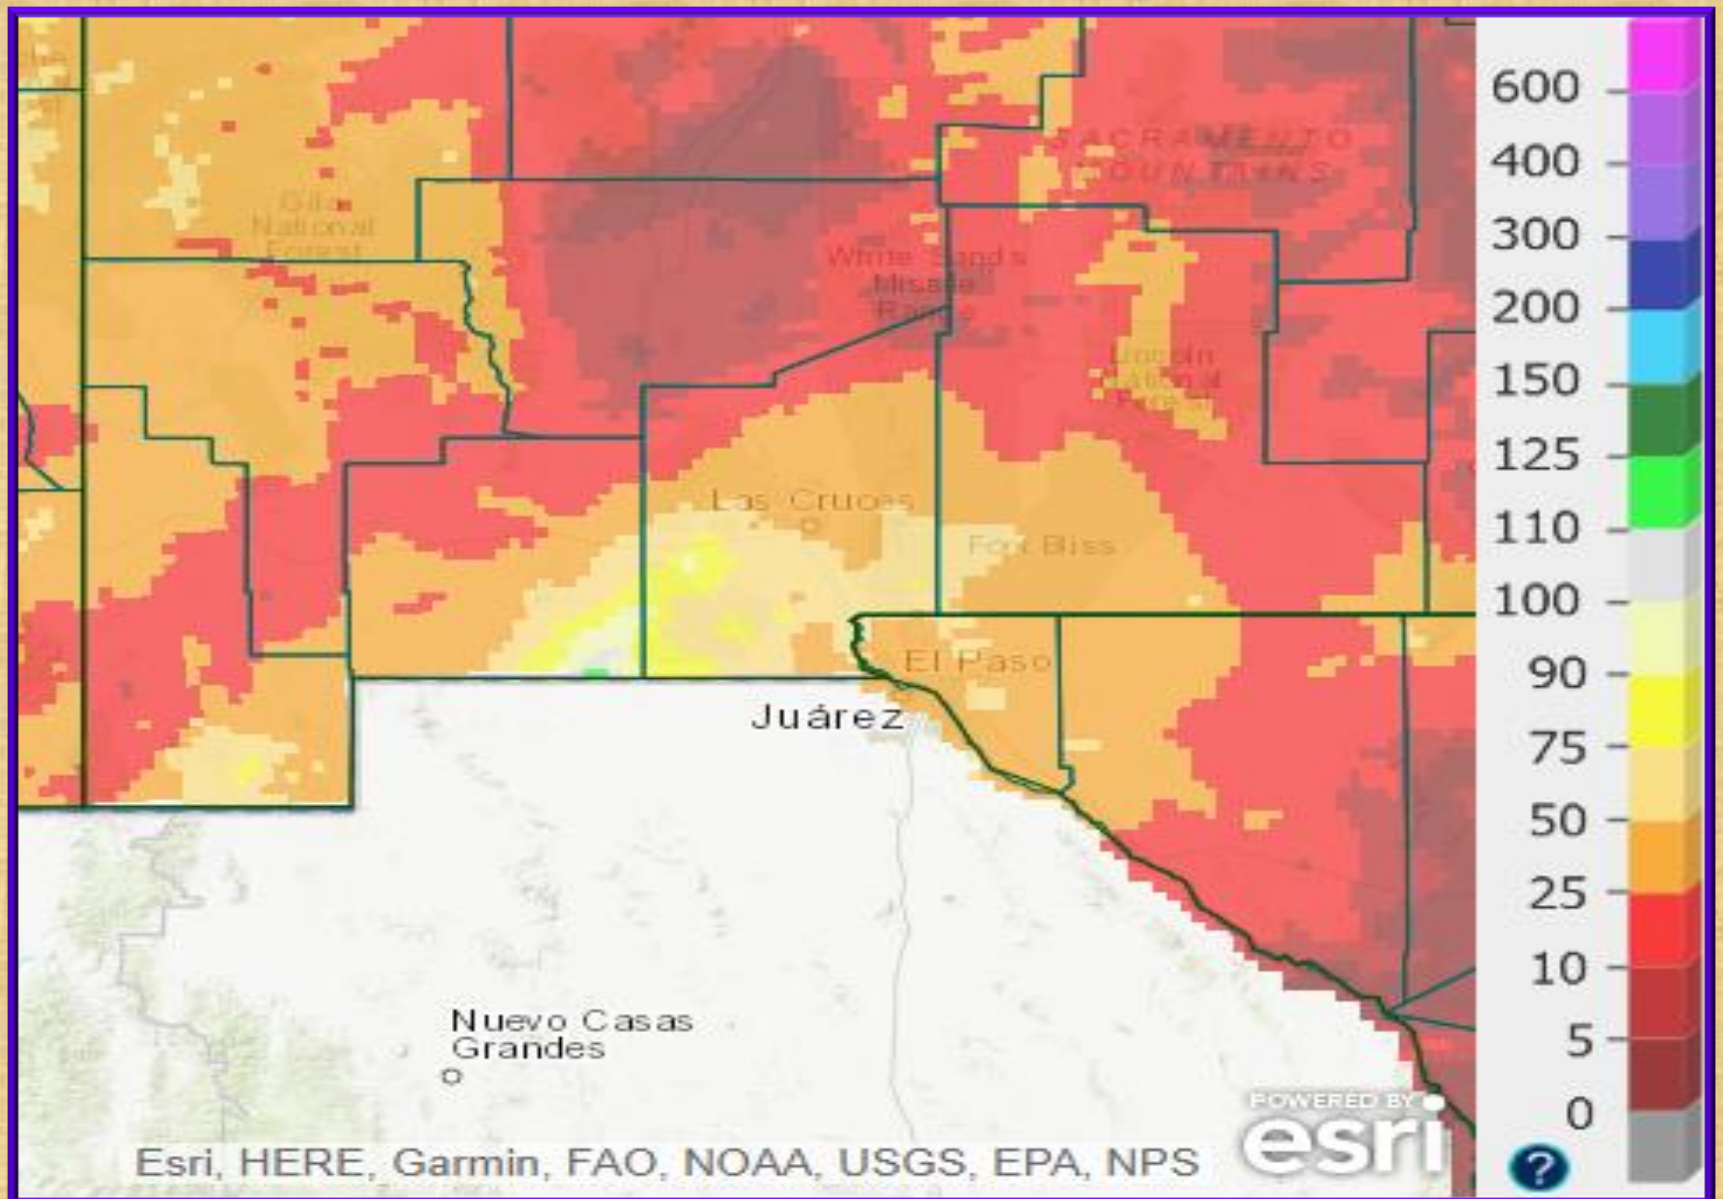 Gila
National
Forest
SACRAMENTO
MOUNTAINS
White Sands
Missile
Range
Lincoln
National
Forest
Las Cruces
Fort Bliss
El Paso
Juárez
Nuevo Casas
Grandes
POWERED BY
esri
Esri, HERE, Garmin, FAO, NOAA, USGS, EPA, NPS
600
400
300
200
150
125
110
100
90
75
50
25
10
5
0
?